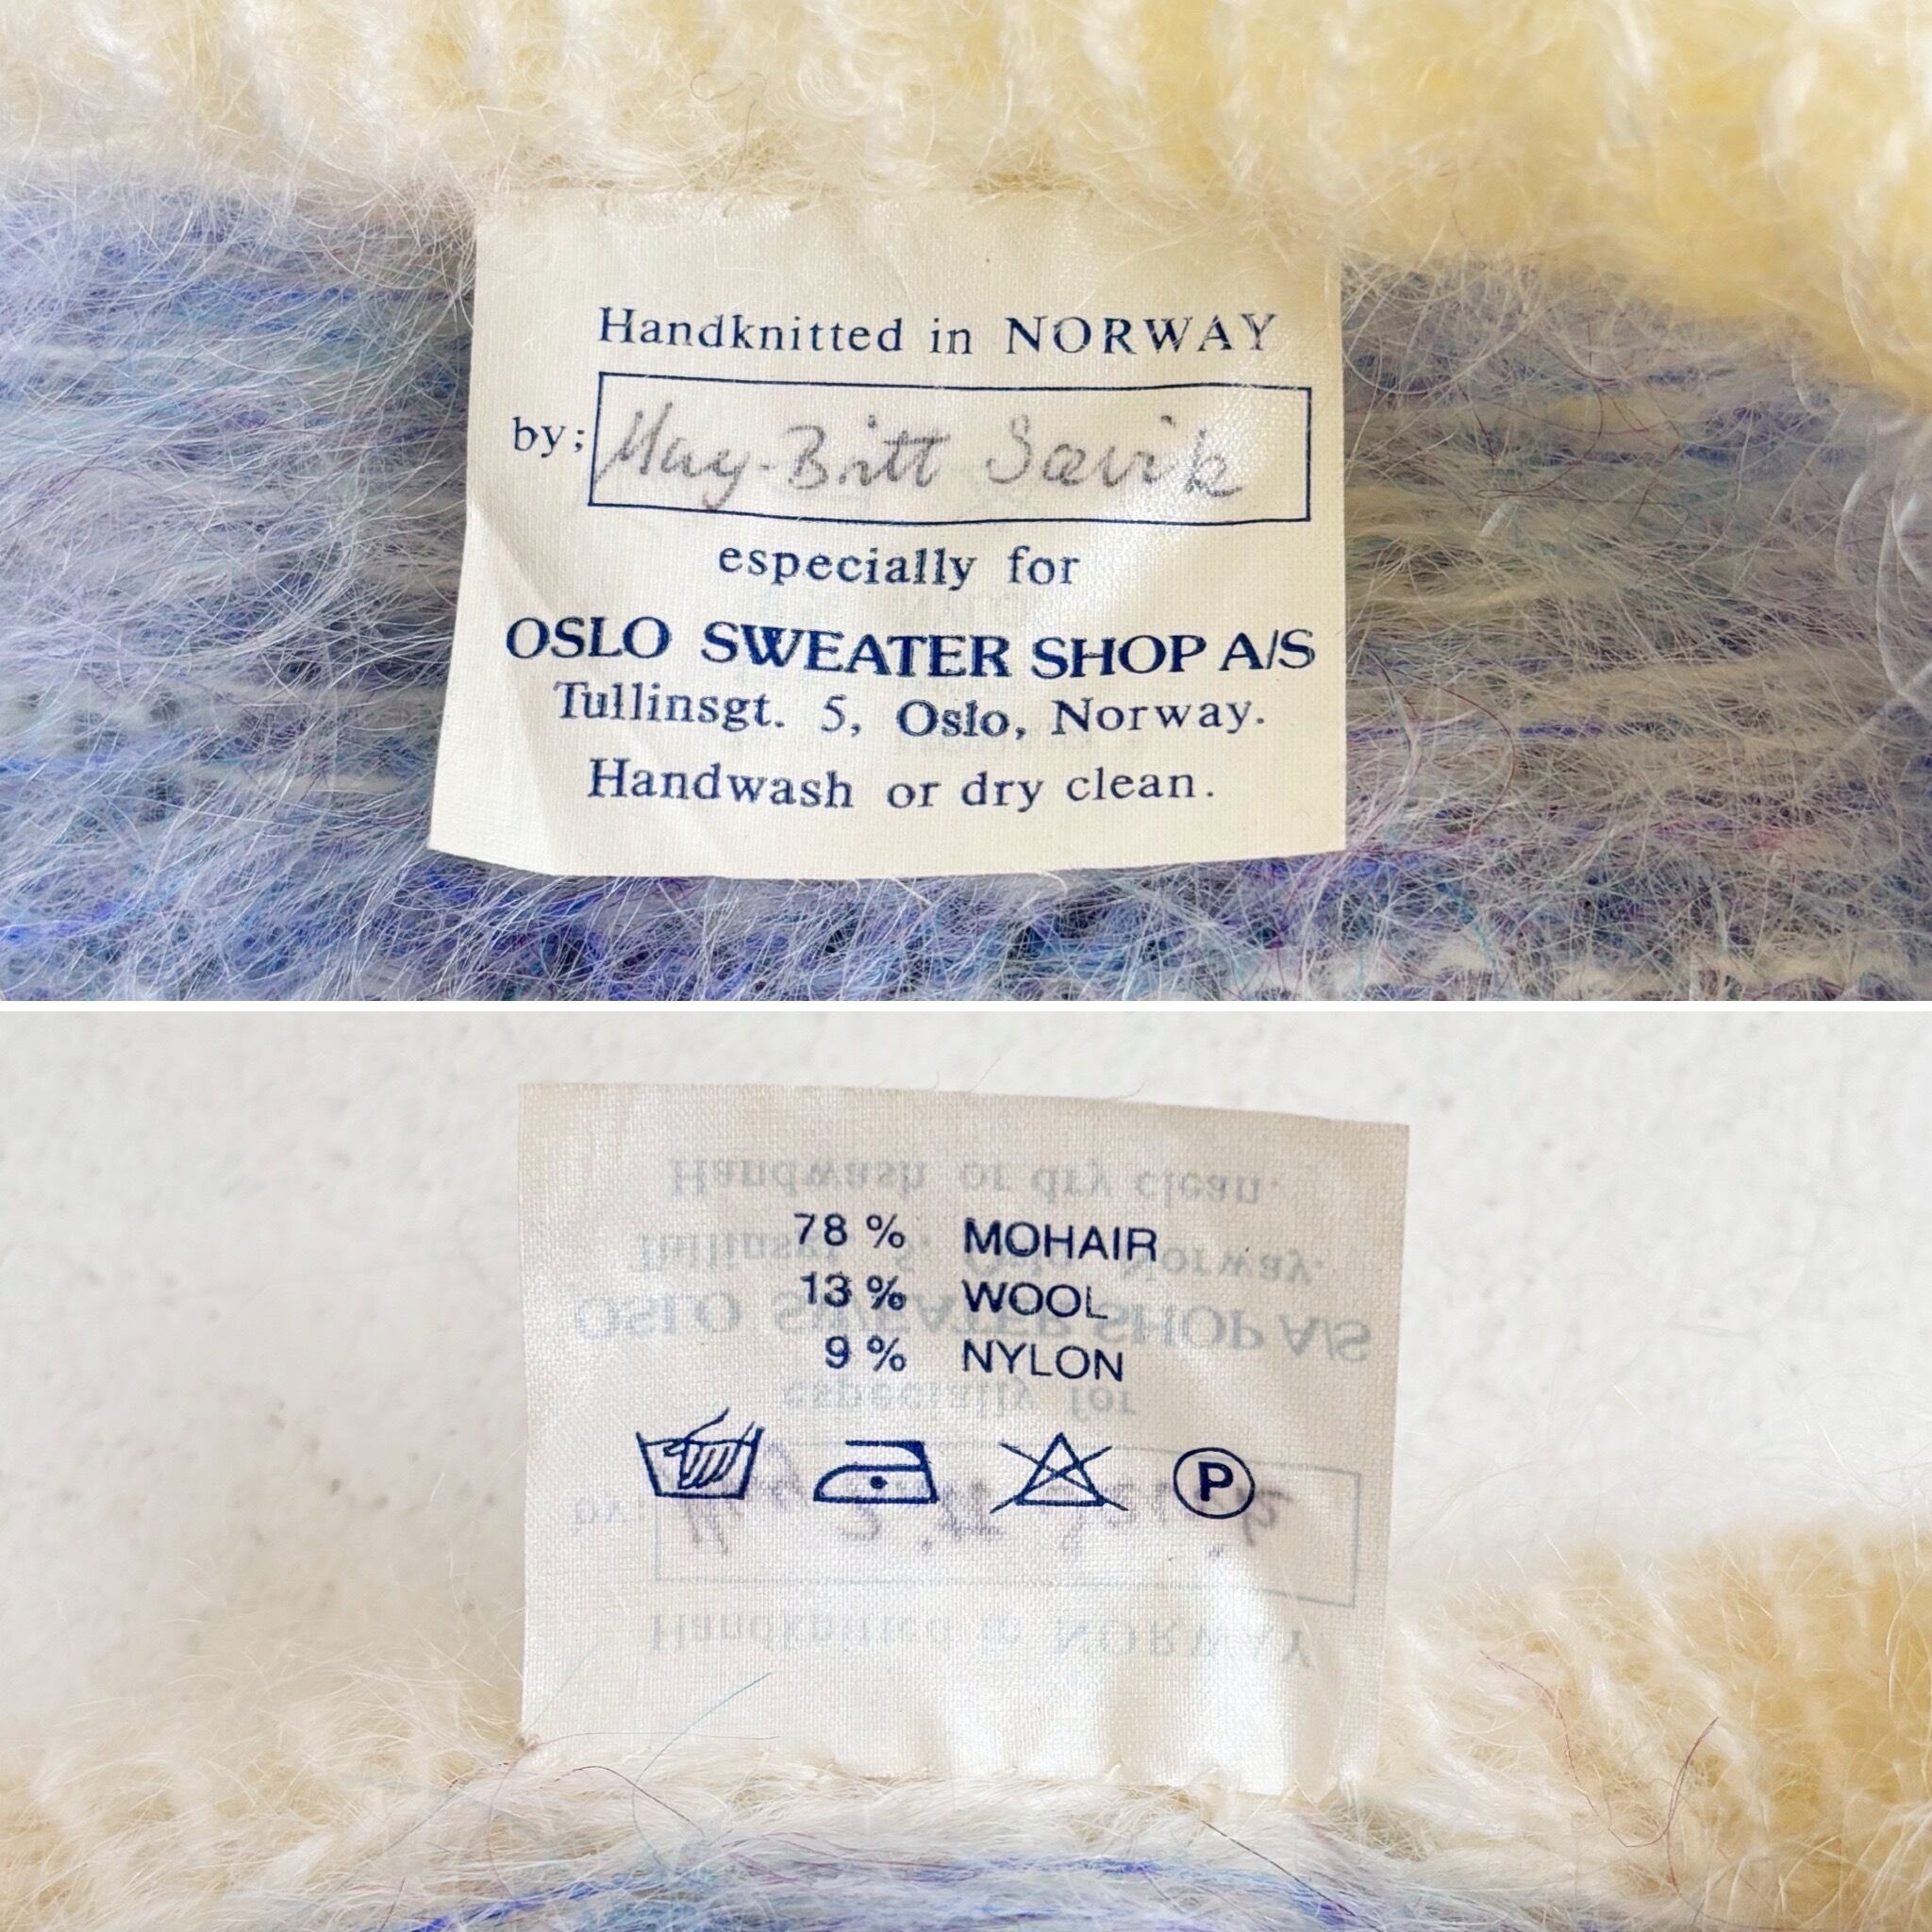 Handknitted in NORWAY
by; May-Britt Sævik
especially for
OSLO SWEATER SHOP A/S
Tullinsgt. 5, Oslo, Norway.
Handwash or dry clean.
78 % MOHAIR
13 % WOOL
9 % NYLON
P